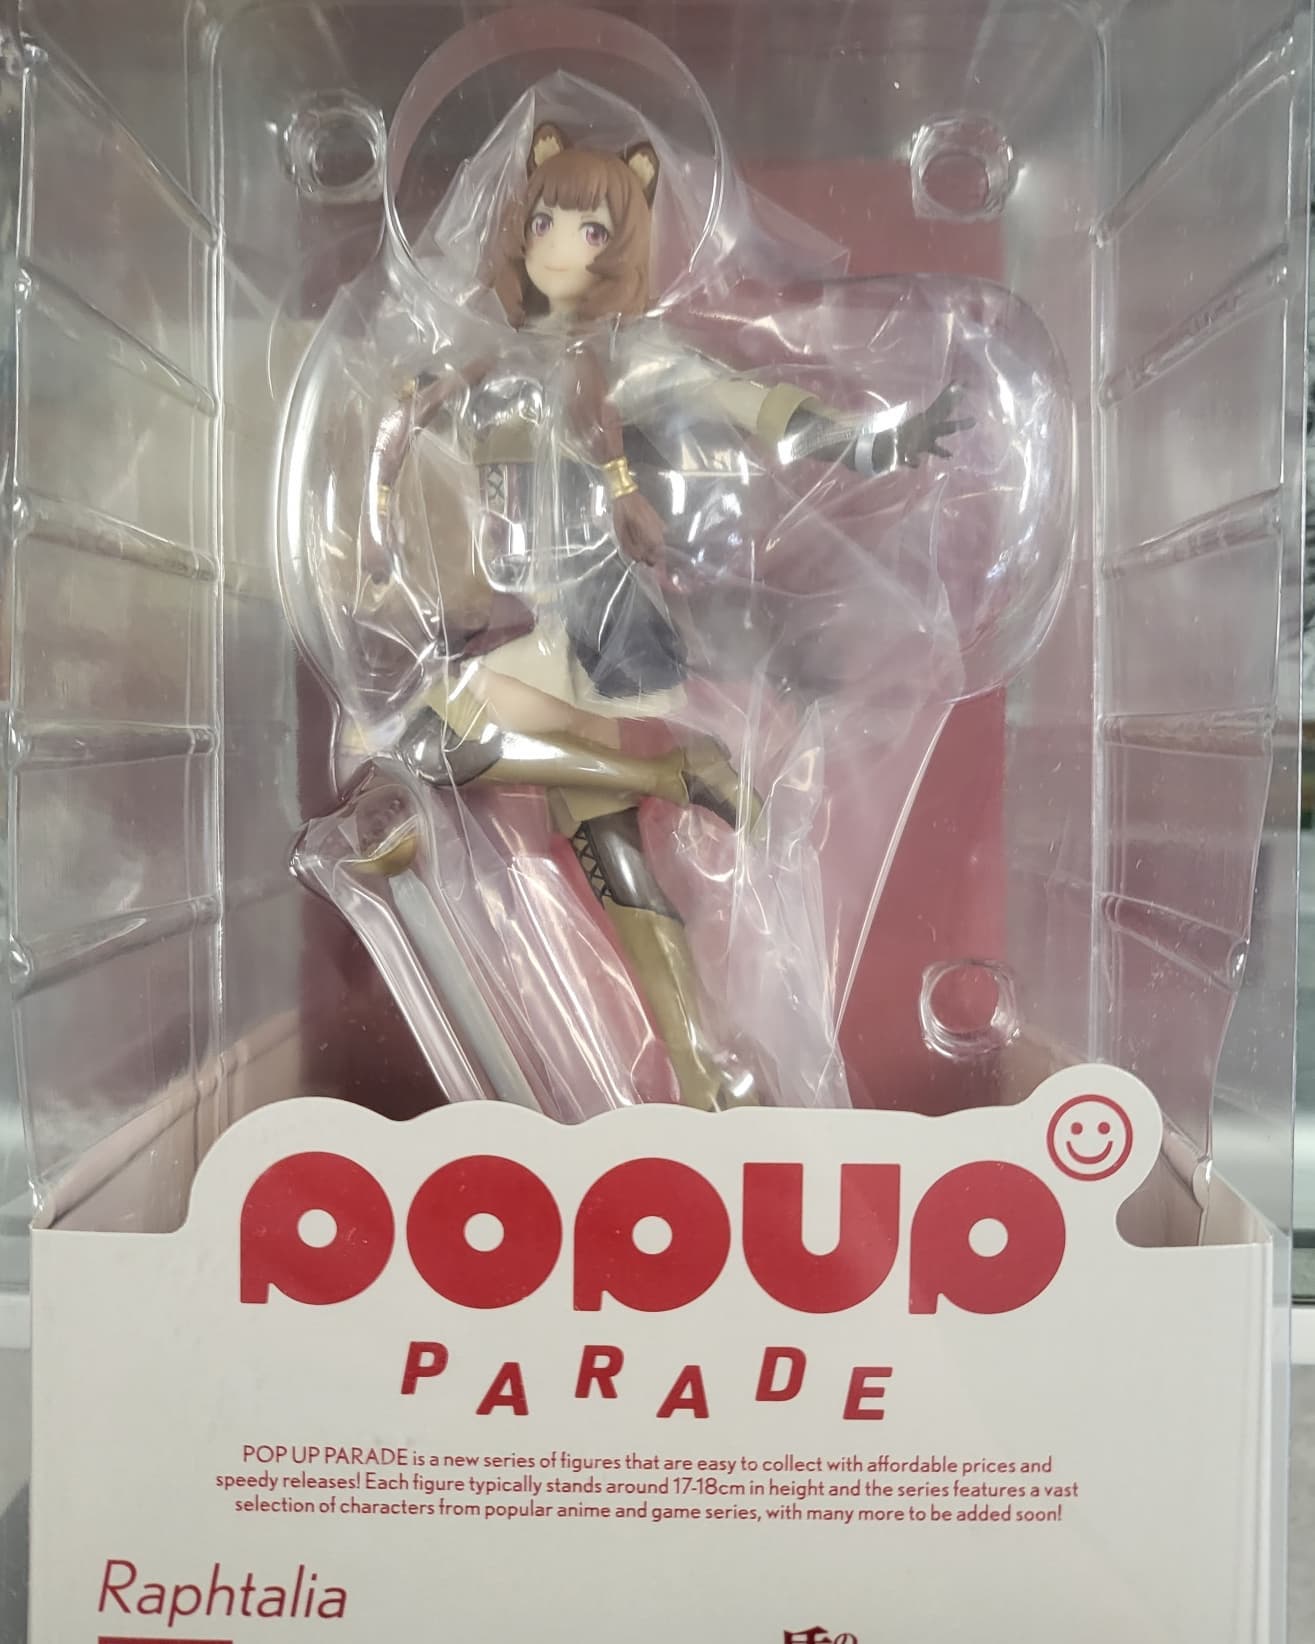 POPUP
PARADE
POP UP PARADE is a new series of figures that are easy to collect with affordable prices and
speedy releases! Each figure typically stands around 17-18cm in height and the series features a vast
selection of characters from popular anime and game series, with many more to be added soon!
Raphtalia